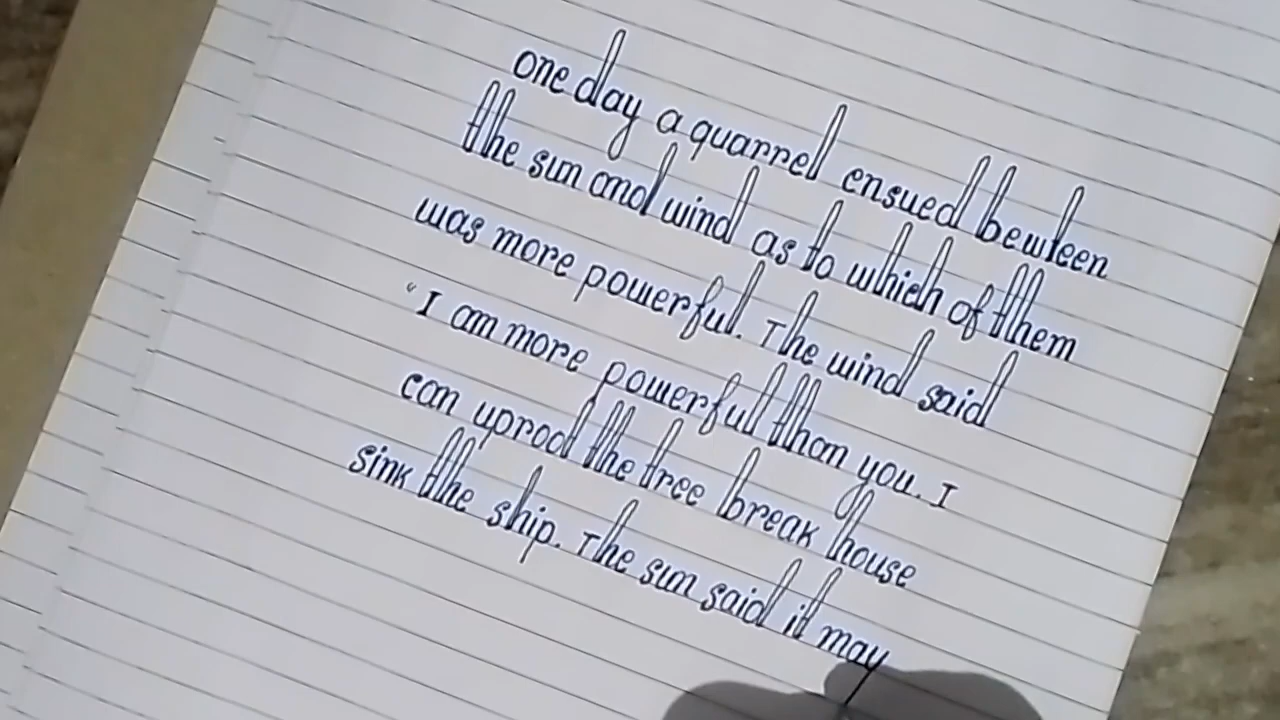 one day a quarrel ensued bewteen
the sun and wind as to which of them
was more powerful. The wind said
“I am more powerful than you. I
can uproot the tree break house
sink the ship. The sun said it may